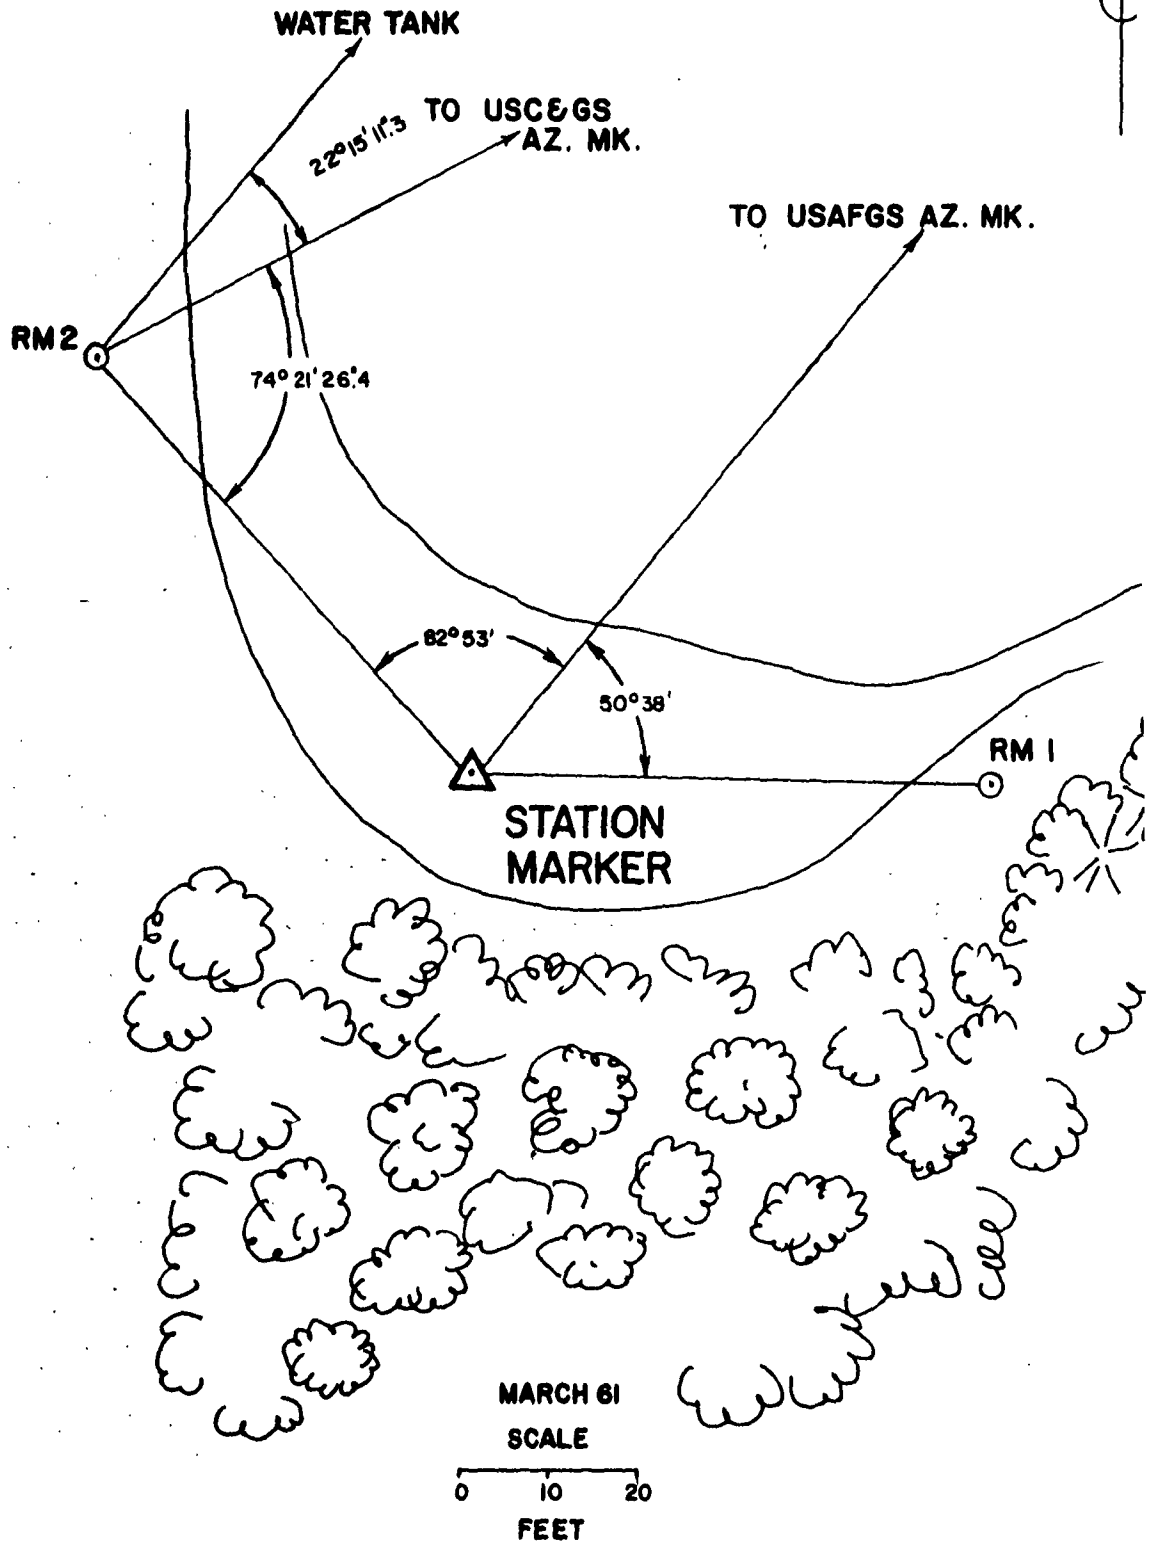 WATER TANK
TO USC&GS
AZ. MK.
22°15'11".3
TO USAFGS AZ. MK.
RM 2
74° 21' 26".4
82° 53'
50° 38'
RM 1
STATION
MARKER
MARCH 61
SCALE
0 10 20
FEET